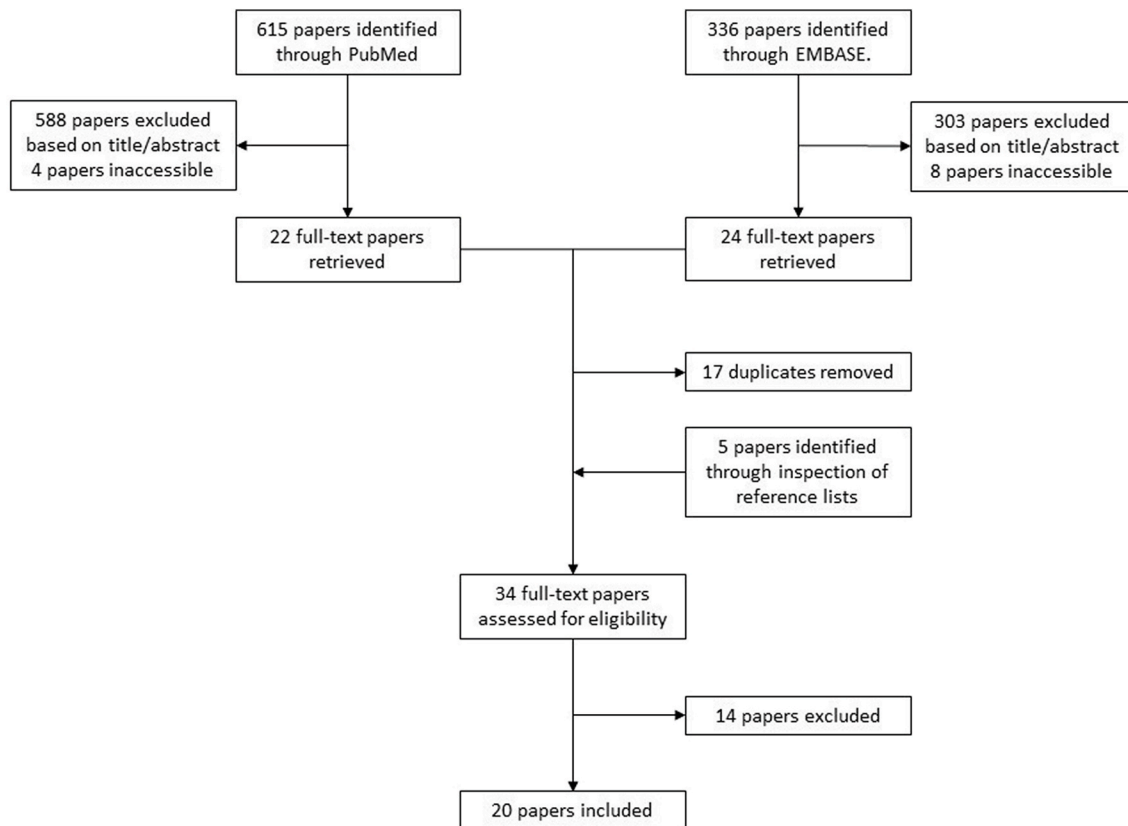 615 papers identified
through PubMed
336 papers identified
through EMBASE.
588 papers excluded
based on title/abstract
4 papers inaccessible
303 papers excluded
based on title/abstract
8 papers inaccessible
22 full-text papers
retrieved
24 full-text papers
retrieved
17 duplicates removed
5 papers identified
through inspection of
reference lists
34 full-text papers
assessed for eligibility
14 papers excluded
20 papers included